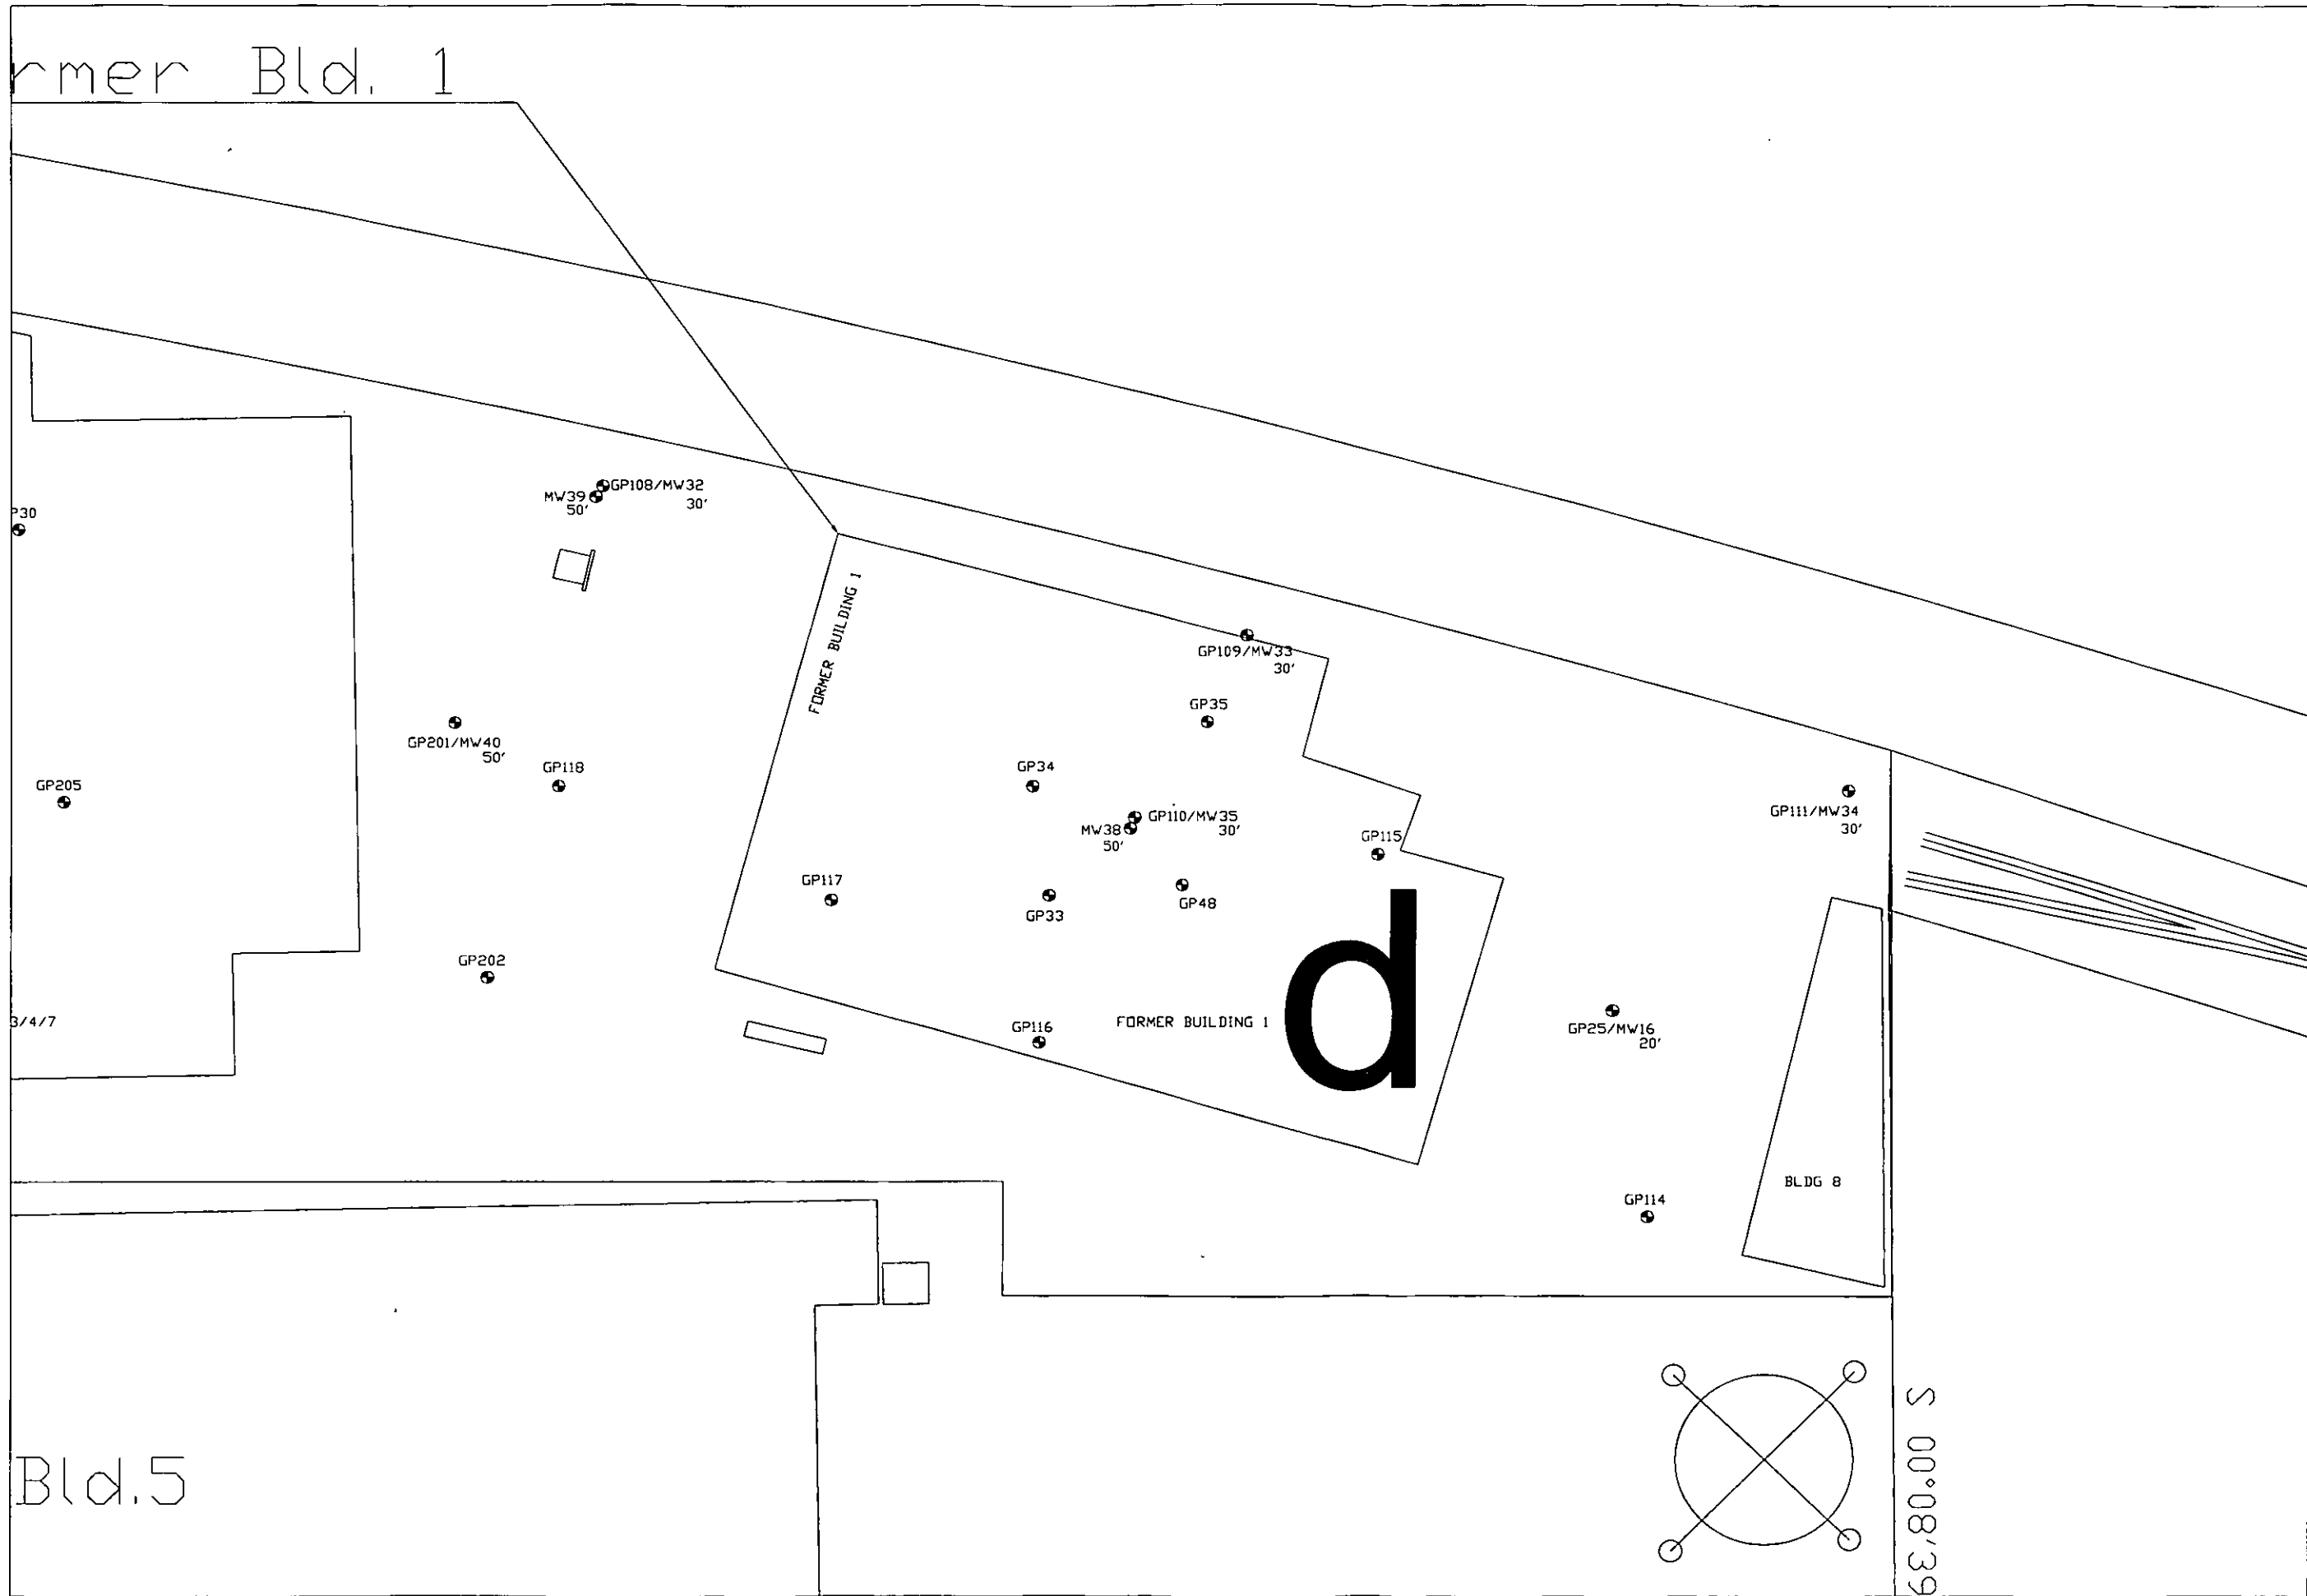 rmer Bld. 1
MW39
50'
GP108/MW32
30'
P30
FORMER BUILDING 1
GP109/MW33
30'
GP35
GP201/MW40
50'
GP118
GP34
GP205
GP110/MW35
30'
MW38
50'
GP115
GP111/MW34
30'
GP117
GP33
GP48
d
GP202
3/4/7
GP116
FORMER BUILDING 1
GP25/MW16
20'
BLDG 8
GP114
Bld.5
S 00°08'39